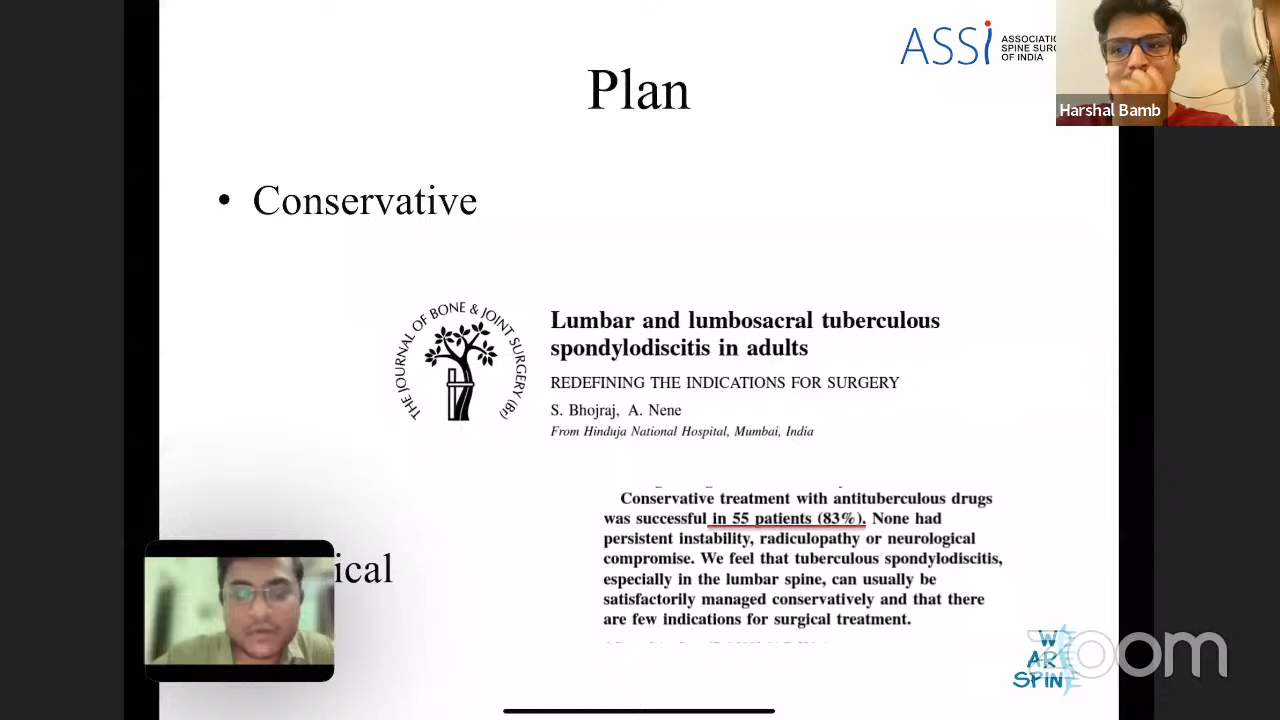 ASSi
ASSOCIATIO
SPINE SURG
OF INDIA
Harshal Bamb
Plan
• Conservative
THE JOURNAL OF BONE & JOINT SURGERY (Br)
Lumbar and lumbosacral tuberculous
spondylodiscitis in adults
REDEFINING THE INDICATIONS FOR SURGERY
S. Bhojraj, A. Nene
From Hinduja National Hospital, Mumbai, India
Conservative treatment with antituberculous drugs
was successful in 55 patients (83%). None had
persistent instability, radiculopathy or neurological
compromise. We feel that tuberculous spondylodiscitis,
especially in the lumbar spine, can usually be
satisfactorily managed conservatively and that there
are few indications for surgical treatment.
ical
W
ARE
SPIN
zoom